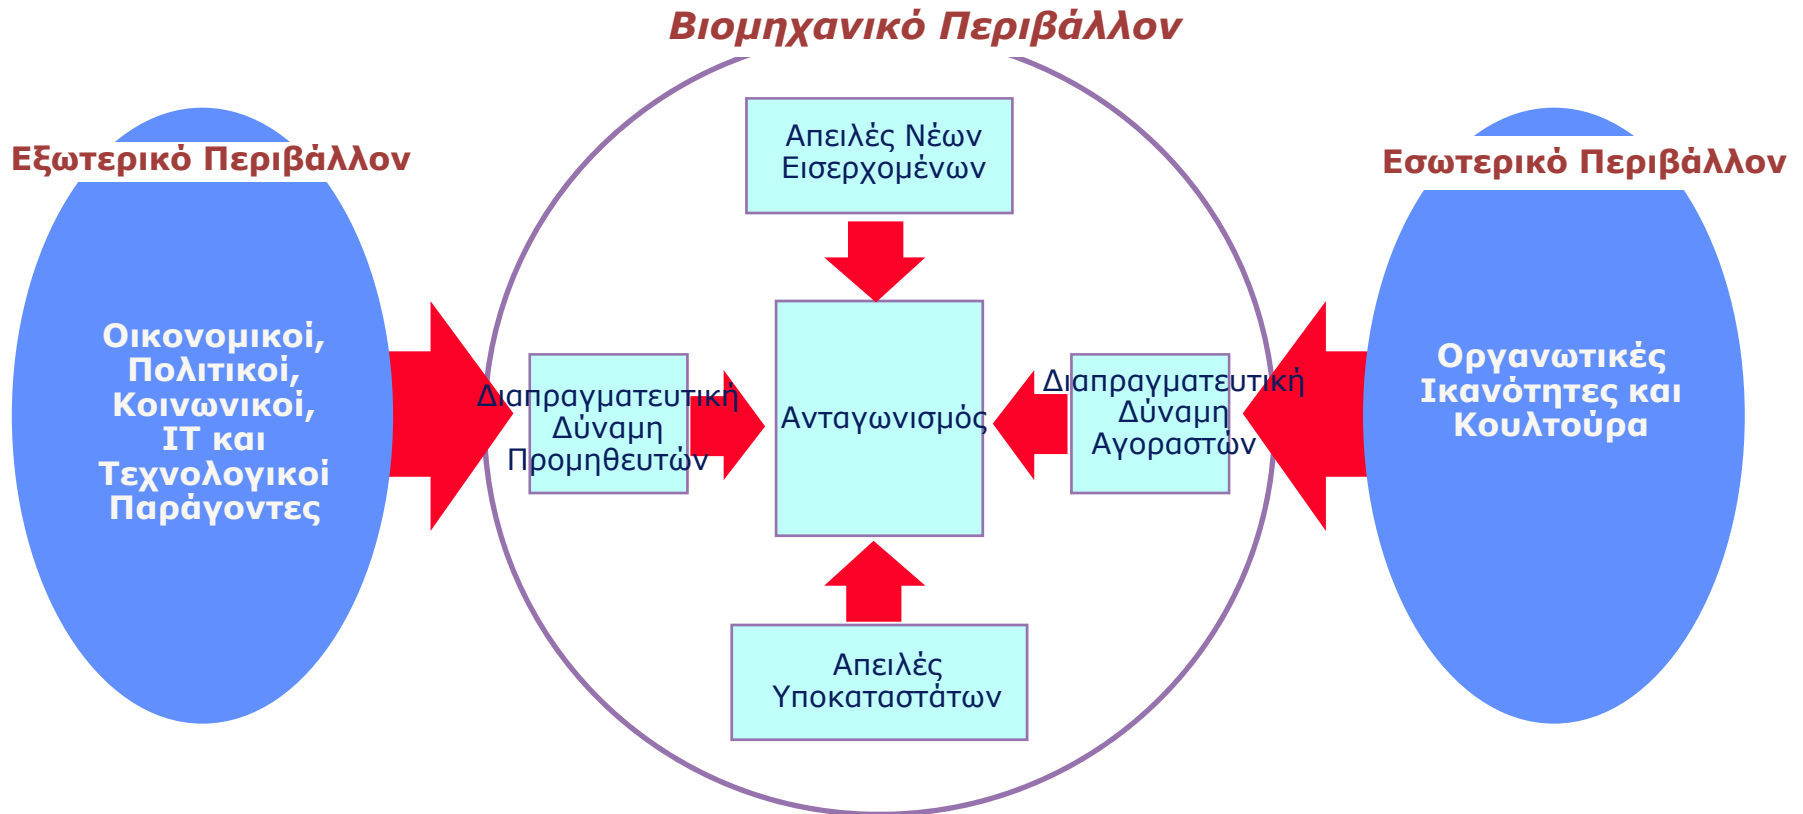 Βιομηχανικό Περιβάλλον
Εξωτερικό Περιβάλλον
Οικονομικοί,
Πολιτικοί,
Κοινωνικοί,
ΙΤ και
Τεχνολογικοί
Παράγοντες
Απειλές Νέων
Εισερχομένων
Διαπραγματευτική
Δύναμη
Προμηθευτών
Ανταγωνισμός
Διαπραγματευτική
Δύναμη
Αγοραστών
Απειλές
Υποκαταστάτων
Εσωτερικό Περιβάλλον
Οργανωτικές
Ικανότητες και
Κουλτούρα